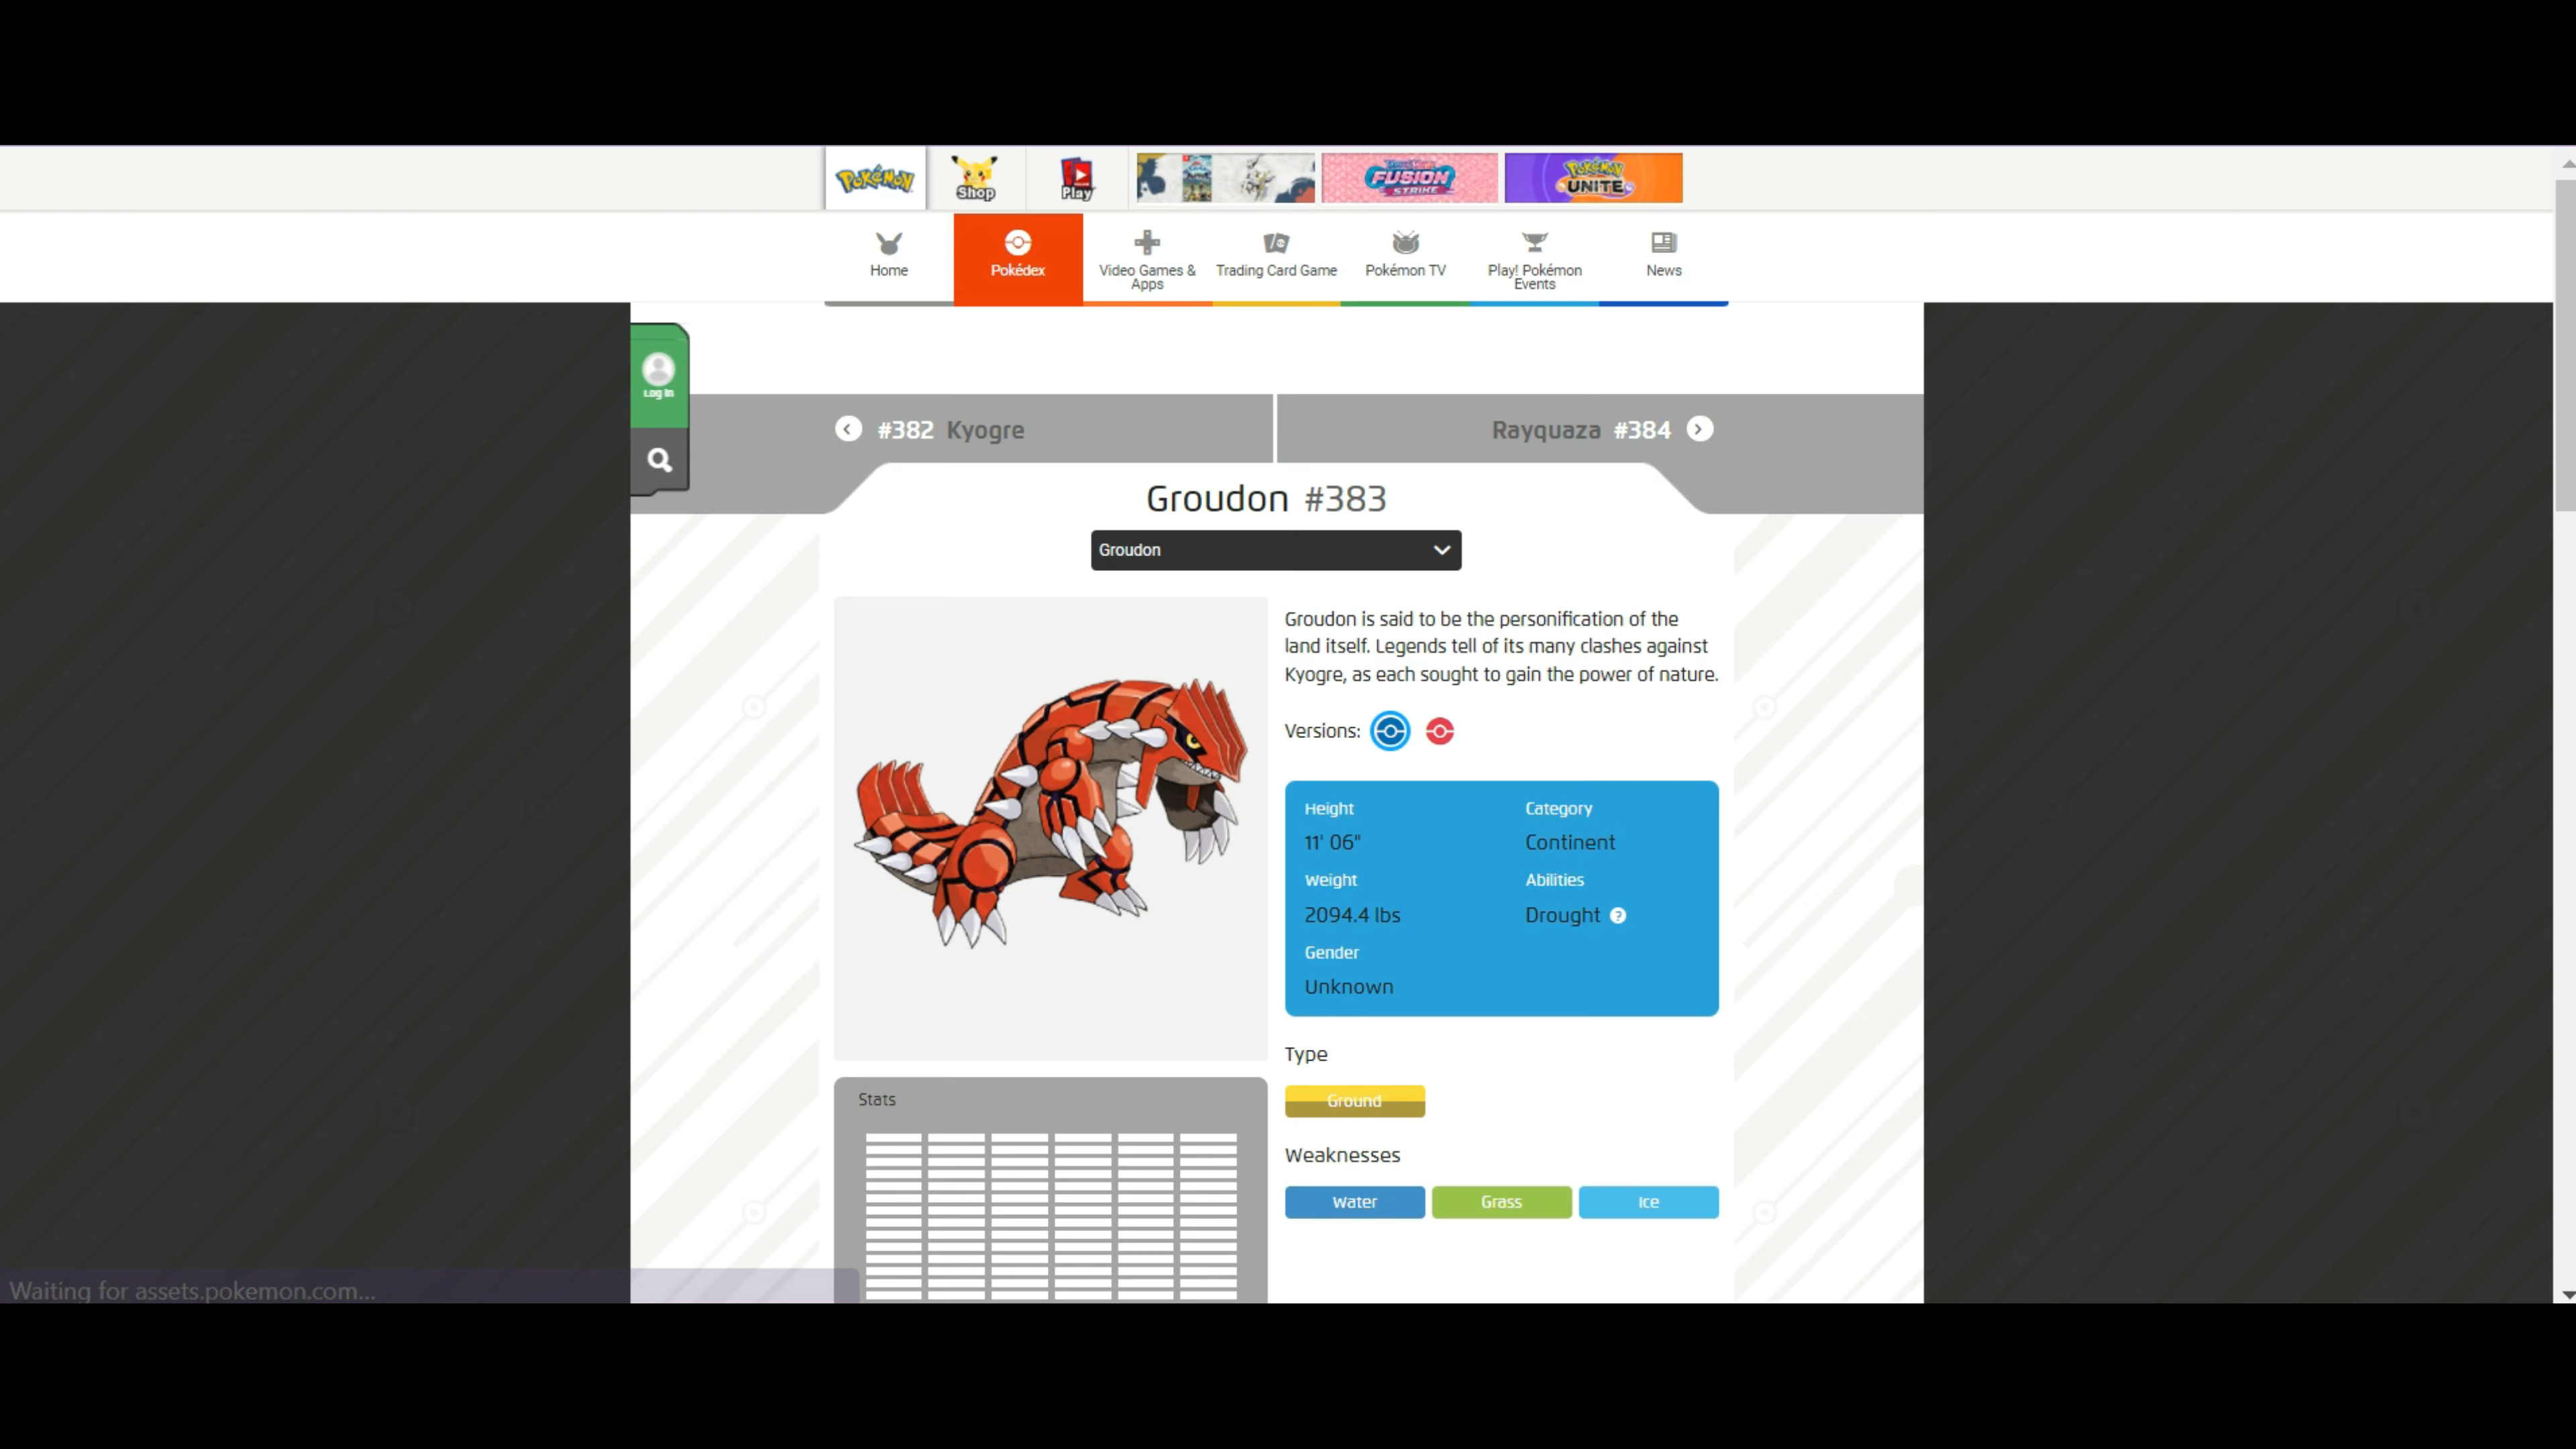 POKéMON
Shop
Play
FUSION
STRIKE
POKéMON
UNITE
Home
Pokédex
Video Games &
Apps
Trading Card Game
Pokémon TV
Play! Pokémon
Events
News
Log In
#382 Kyogre
Rayquaza #384
Groudon #383
Groudon
Groudon is said to be the personification of the
land itself. Legends tell of its many clashes against
Kyogre, as each sought to gain the power of nature.
Versions:
Height
11' 06"
Weight
2094.4 lbs
Gender
Unknown
Category
Continent
Abilities
Drought ?
Type
Ground
Weaknesses
Water
Grass
Ice
Stats
Waiting for assets.pokemon.com...